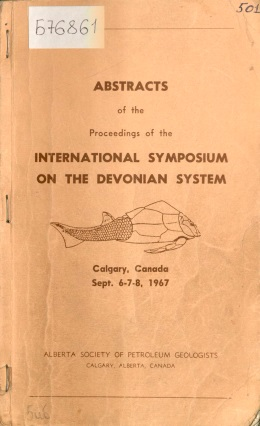 501
б76861
ABSTRACTS
of the
Proceedings of the
INTERNATIONAL SYMPOSIUM
ON THE DEVONIAN SYSTEM
Calgary, Canada
Sept. 6-7-8, 1967
ALBERTA SOCIETY OF PETROLEUM GEOLOGISTS
CALGARY, ALBERTA, CANADA